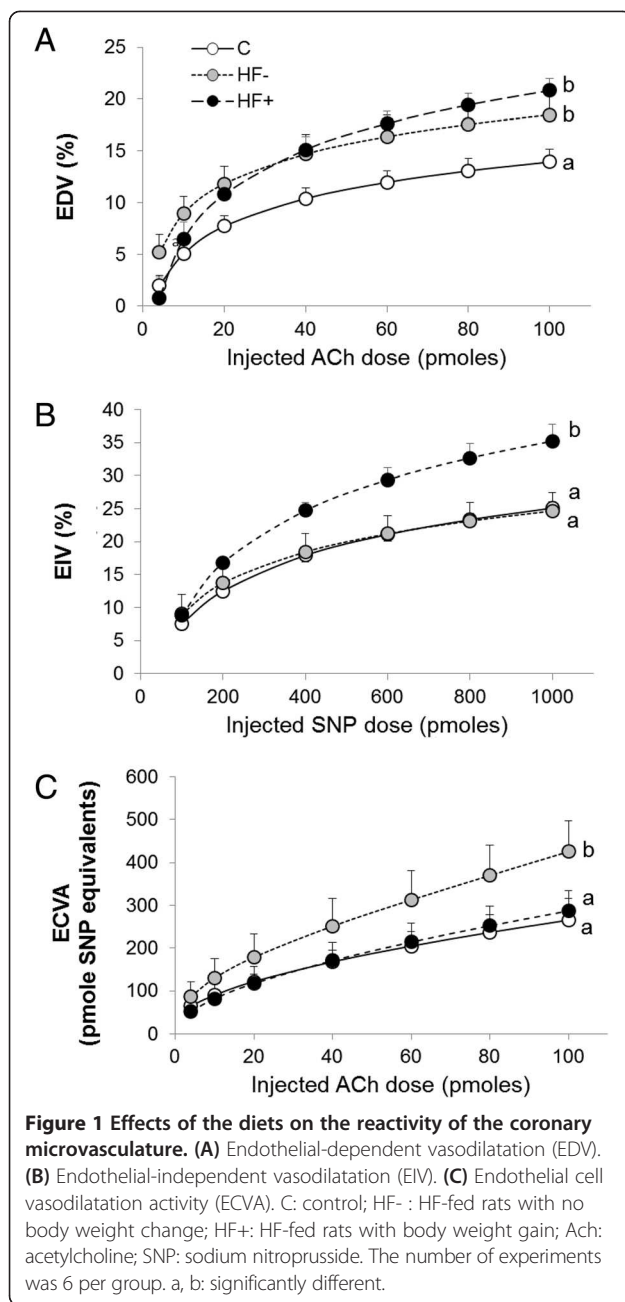 A
C
HF-
HF+
EDV (%)
25
20
15
10
5
0
b
b
a
a
0 20 40 60 80 100
Injected ACh dose (pmoles)
B
EIV (%)
40
35
30
25
20
15
10
5
0
b
a
a
0 200 400 600 800 1000
Injected SNP dose (pmoles)
C
ECVA
(pmole SNP equivalents)
600
500
400
300
200
100
0
b
a
a
0 20 40 60 80 100
Injected ACh dose (pmoles)
Figure 1 Effects of the diets on the reactivity of the coronary
microvasculature. (A) Endothelial-dependent vasodilatation (EDV).
(B) Endothelial-independent vasodilatation (EIV). (C) Endothelial cell
vasodilatation activity (ECVA). C: control; HF- : HF-fed rats with no
body weight change; HF+: HF-fed rats with body weight gain; Ach:
acetylcholine; SNP: sodium nitroprusside. The number of experiments
was 6 per group. a, b: significantly different.